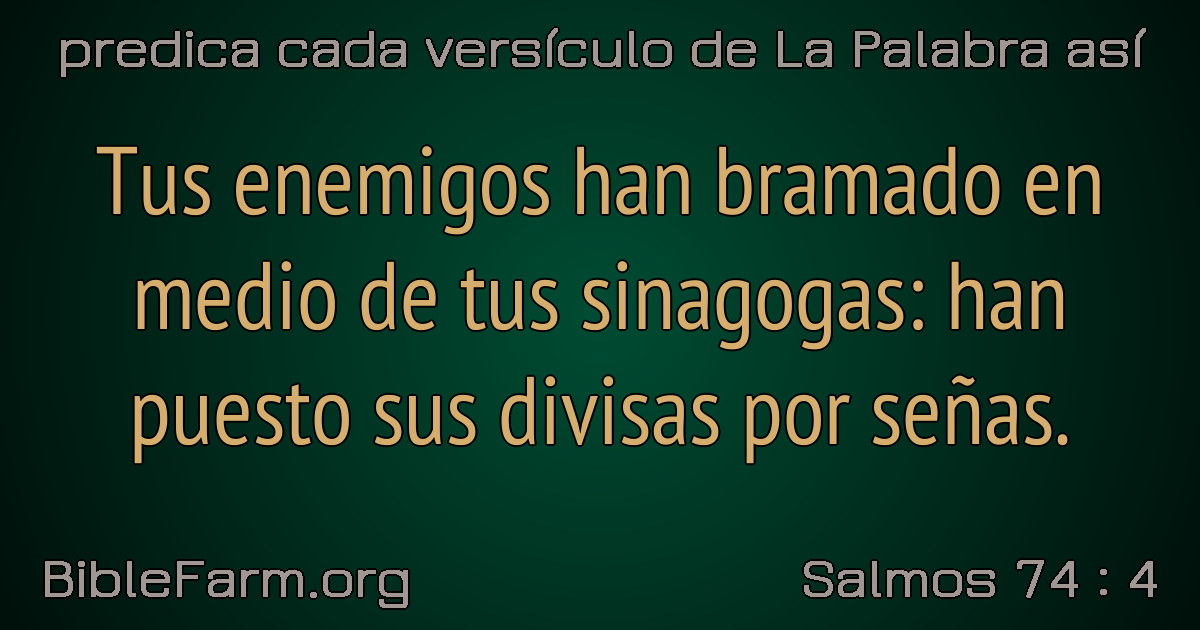 predica cada versículo de La Palabra así
Tus enemigos han bramado en
medio de tus sinagogas: han
puesto sus divisas por señas.
BibleFarm.org
Salmos 74 : 4